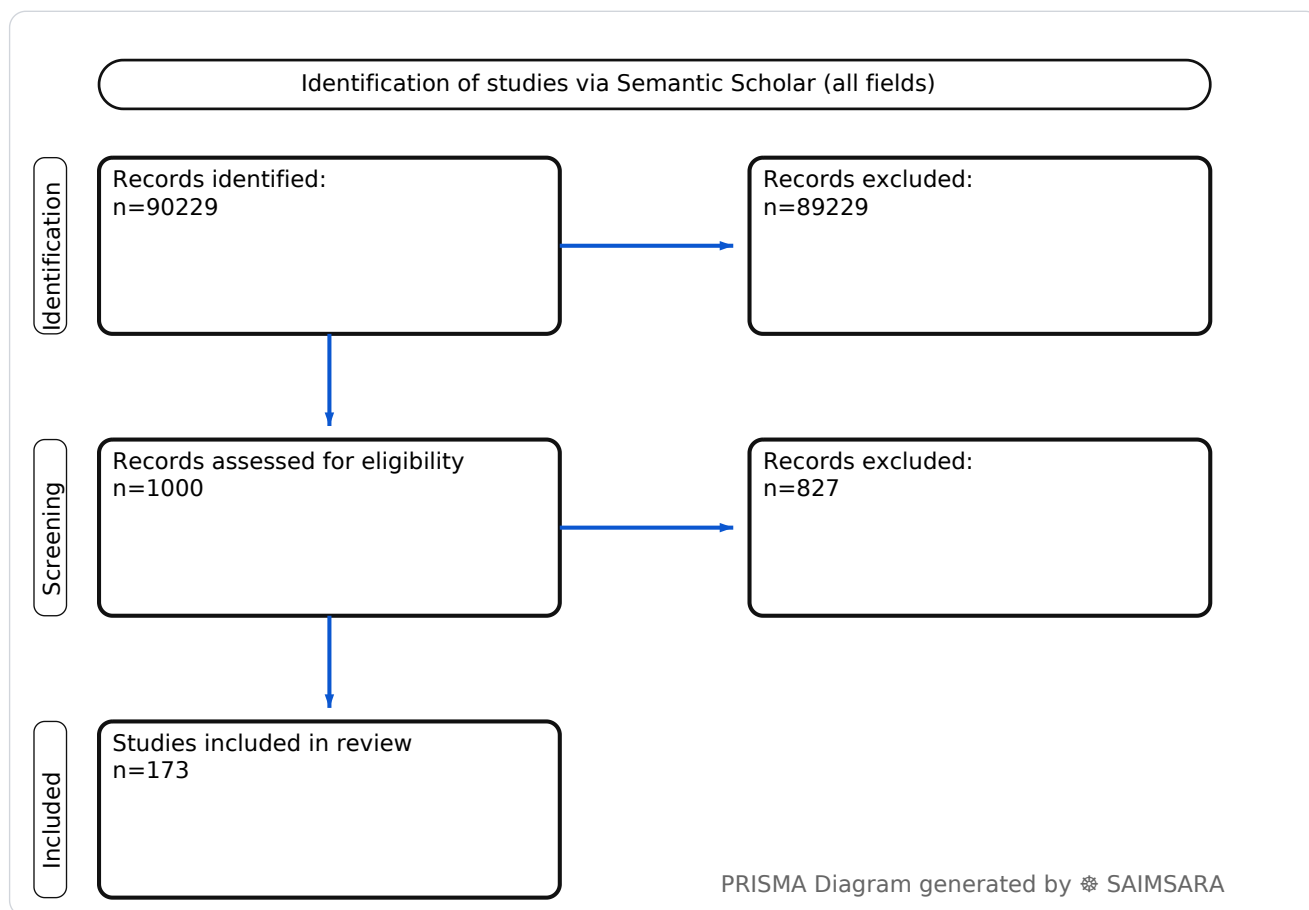 Identification of studies via Semantic Scholar (all fields)
Identification
Records identified:
n=90229
Records excluded:
n=89229
Screening
Records assessed for eligibility
n=1000
Records excluded:
n=827
Included
Studies included in review
n=173
PRISMA Diagram generated by ☸ SAIMSARA